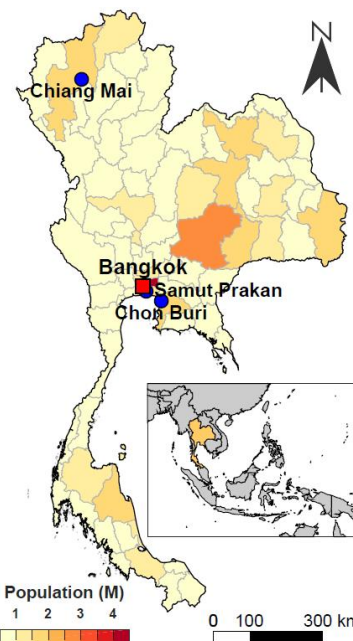 N
Chiang Mai
Bangkok
Samut Prakan
Chon Buri
Population (M)
1 2 3 4
0 100 300 km